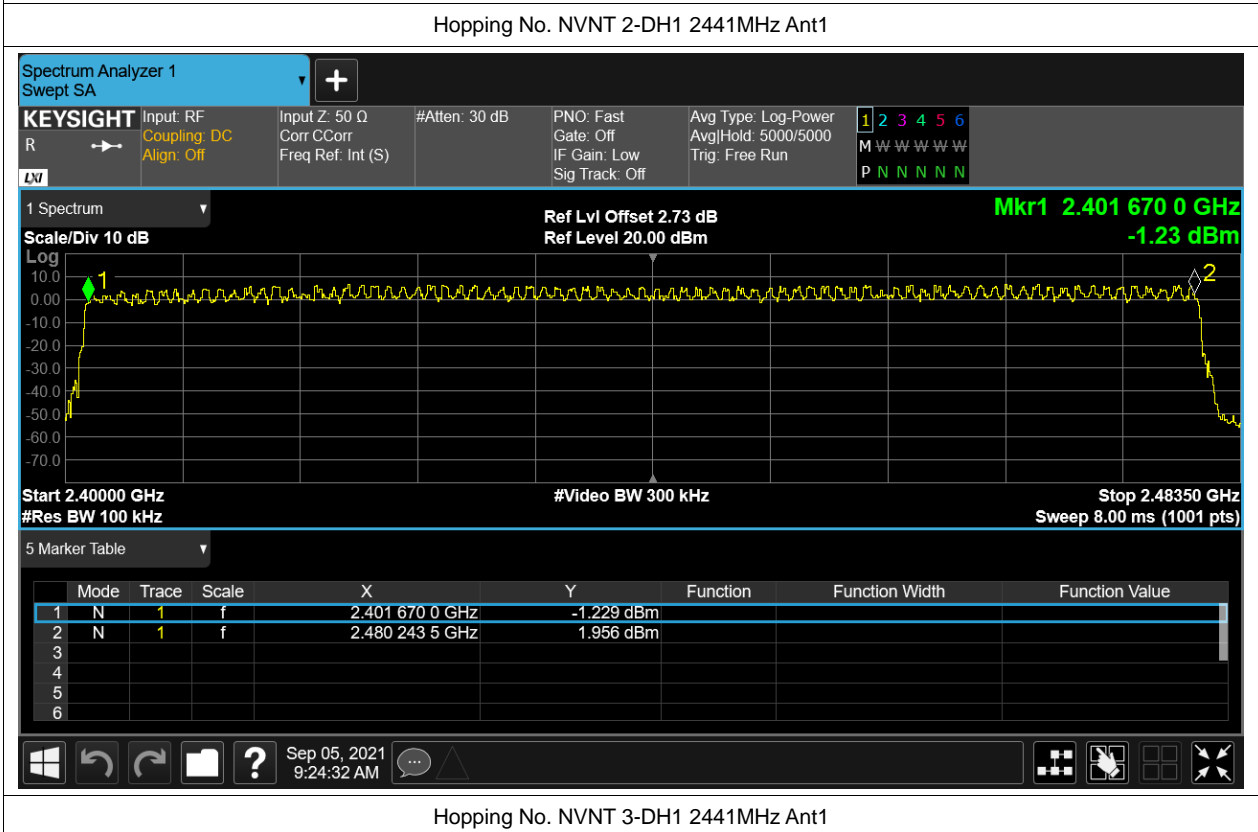 Hopping No. NVNT 2-DH1 2441MHz Ant1
Spectrum Analyzer 1
Swept SA
KEYSIGHT
R
LXI
Input: RF
Coupling: DC
Align: Off
Input Z: 50 Ω
Corr CCorr
Freq Ref: Int (S)
#Atten: 30 dB
PNO: Fast
Gate: Off
IF Gain: Low
Sig Track: Off
Avg Type: Log-Power
Avg|Hold: 5000/5000
Trig: Free Run
1 2 3 4 5 6
M W W W W W
P N N N N N
1 Spectrum
Scale/Div 10 dB
Ref Lvl Offset 2.73 dB
Ref Level 20.00 dBm
Mkr1 2.401 670 0 GHz
-1.23 dBm
Log
10.0
0.00
-10.0
-20.0
-30.0
-40.0
-50.0
-60.0
-70.0
1
2
Start 2.40000 GHz
#Res BW 100 kHz
#Video BW 300 kHz
Stop 2.48350 GHz
Sweep 8.00 ms (1001 pts)
5 Marker Table
Mode Trace Scale X Y Function Function Width Function Value
1 N 1 f 2.401 670 0 GHz -1.229 dBm
2 N 1 f 2.480 243 5 GHz 1.956 dBm
3
4
5
6
?
Sep 05, 2021
9:24:32 AM
Hopping No. NVNT 3-DH1 2441MHz Ant1